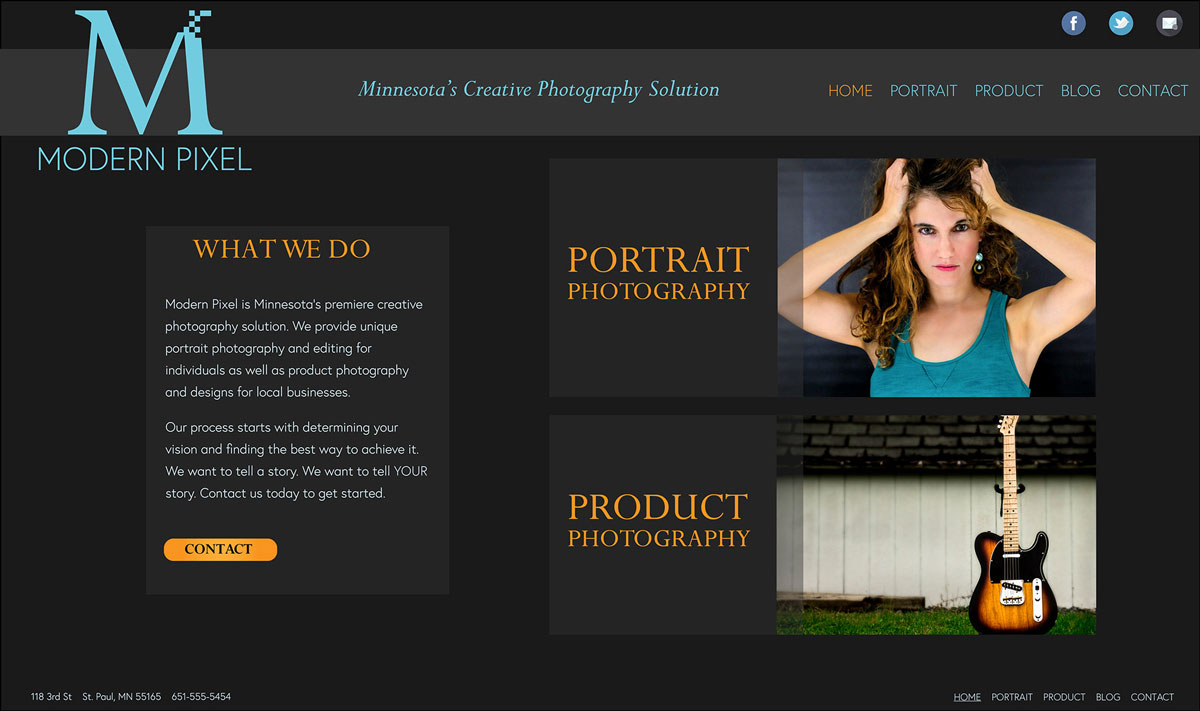 M
MODERN PIXEL
Minnesota's Creative Photography Solution
HOME PORTRAIT PRODUCT BLOG CONTACT
WHAT WE DO
Modern Pixel is Minnesota's premiere creative
photography solution. We provide unique
portrait photography and editing for
individuals as well as product photography
and designs for local businesses.
Our process starts with determining your
vision and finding the best way to achieve it.
We want to tell a story. We want to tell YOUR
story. Contact us today to get started.
CONTACT
PORTRAIT
PHOTOGRAPHY
PRODUCT
PHOTOGRAPHY
118 3rd St St. Paul, MN 55165 651-555-5454
HOME PORTRAIT PRODUCT BLOG CONTACT